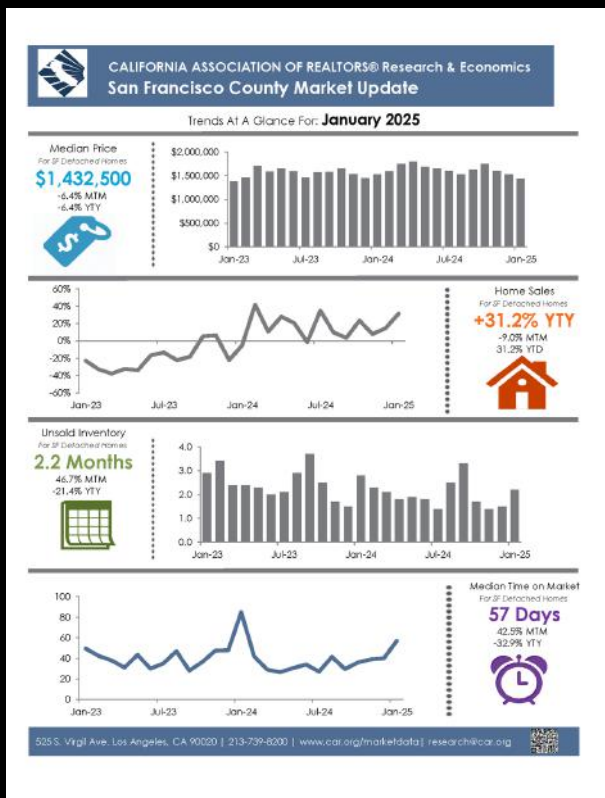 CALIFORNIA ASSOCIATION OF REALTORS® Research & Economics
San Francisco County Market Update
Trends At A Glance For: January 2025
Median Price
For SF Detached Homes
$1,432,500
-6.4% MTM
-6.4% YTY
$
$2,000,000
$1,500,000
$1,000,000
$500,000
$0
Jan-23 Jul-23 Jan-24 Jul-24 Jan-25
60%
40%
20%
0%
-20%
-40%
-60%
Jan-23 Jul-23 Jan-24 Jul-24 Jan-25
Home Sales
For SF Detached Homes
+31.2% YTY
-9.0% MTM
31.2% YTD
Unsold Inventory
For SF Detached Homes
2.2 Months
46.7% MTM
-21.4% YTY
4.0
3.0
2.0
1.0
0.0
Jan-23 Jul-23 Jan-24 Jul-24 Jan-25
100
80
60
40
20
0
Jan-23 Jul-23 Jan-24 Jul-24 Jan-25
Median Time on Market
For SF Detached Homes
57 Days
42.5% MTM
-32.9% YTY
525 S. Virgil Ave. Los Angeles, CA 90020 | 213-739-8200 | www.car.org/marketdata| research@car.org